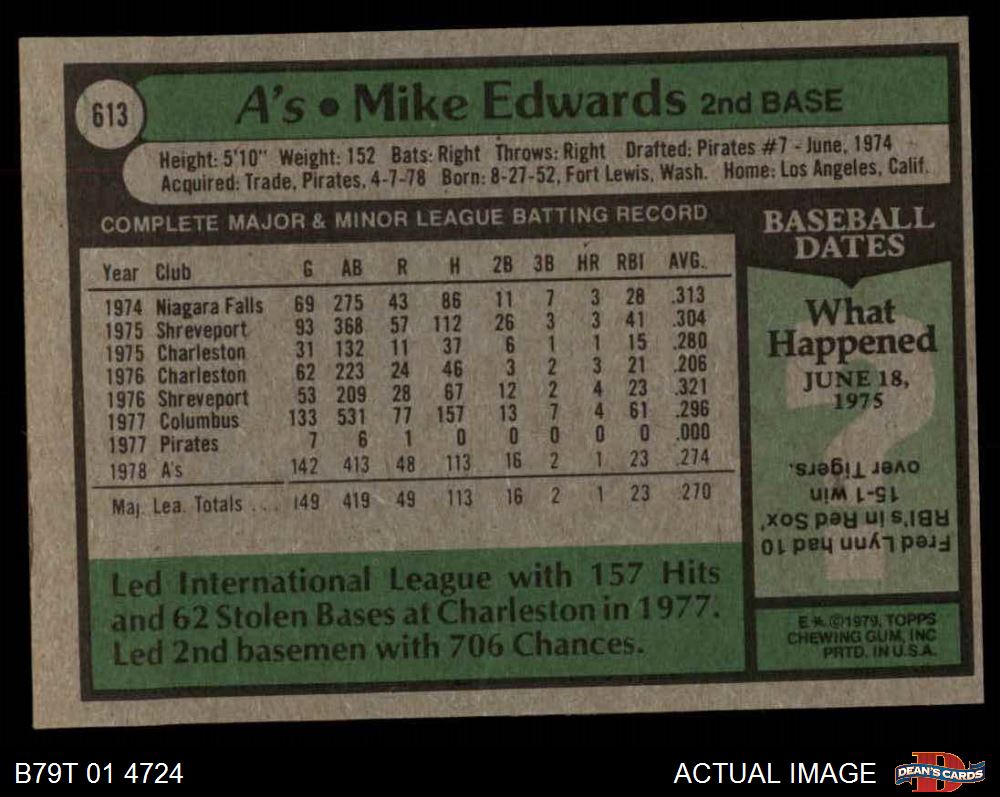 613
A's • Mike Edwards 2nd BASE
Height: 5'10" Weight: 152 Bats: Right Throws: Right Drafted: Pirates #7 - June, 1974
Acquired: Trade, Pirates, 4-7-78 Born: 8-27-52, Fort Lewis, Wash. Home: Los Angeles, Calif.
COMPLETE MAJOR & MINOR LEAGUE BATTING RECORD
Year Club G AB R H 2B 3B HR RBI AVG.
1974 Niagara Falls 69 275 43 86 11 7 3 28 .313
1975 Shreveport 93 368 57 112 26 3 3 41 .304
1975 Charleston 31 132 11 37 6 1 1 15 .280
1976 Charleston 62 223 24 46 3 2 3 21 .206
1976 Shreveport 53 209 28 67 12 2 4 23 .321
1977 Columbus 133 531 77 157 13 7 4 61 .296
1977 Pirates 7 6 1 0 0 0 0 0 .000
1978 A's 142 413 48 113 16 2 1 23 .274
Maj. Lea. Totals ... 149 419 49 113 16 2 1 23 .270
Led International League with 157 Hits
and 62 Stolen Bases at Charleston in 1977.
Led 2nd basemen with 706 Chances.
BASEBALL
DATES
What
Happened
JUNE 18,
1975
Fred Lynn had 10
RBI's in Red Sox'
15-1 win
over Tigers.
E✻ ©1979, TOPPS
CHEWING GUM, INC
PRTD. IN U.S.A.
B79T 01 4724
ACTUAL IMAGE
D
DEAN'S CARDS